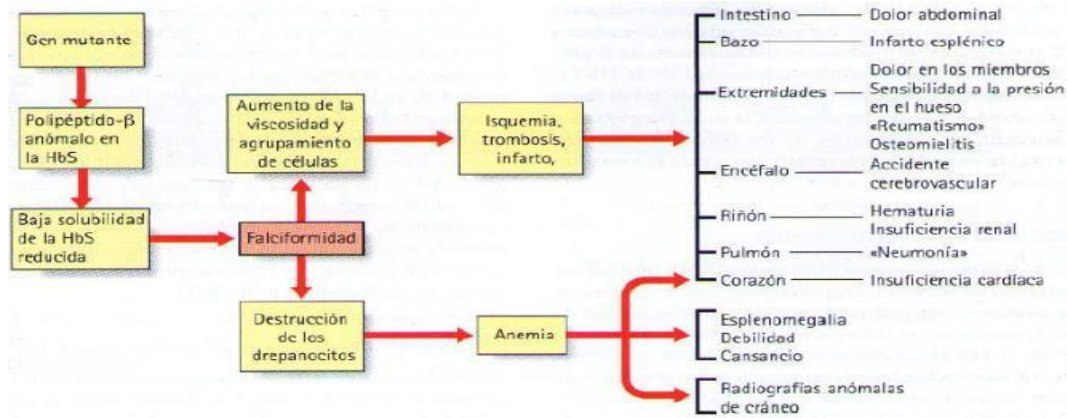 Gen mutante
Polipéptido-β
anómalo en
la HbS
Baja solubilidad
de la HbS
reducida
Falciformidad
Aumento de la
viscosidad y
agrupamiento
de células
Isquemia,
trombosis,
infarto,
Destrucción
de los
drepanocitos
Anemia
Intestino Dolor abdominal
Bazo Infarto esplénico
Dolor en los miembros
Extremidades Sensibilidad a la presión
en el hueso
«Reumatismo»
Osteomielitis
Encéfalo Accidente
cerebrovascular
Riñón Hematuria
Insuficiencia renal
Pulmón «Neumonía»
Corazón Insuficiencia cardíaca
Esplenomegalia
Debilidad
Cansancio
Radiografías anómalas
de cráneo